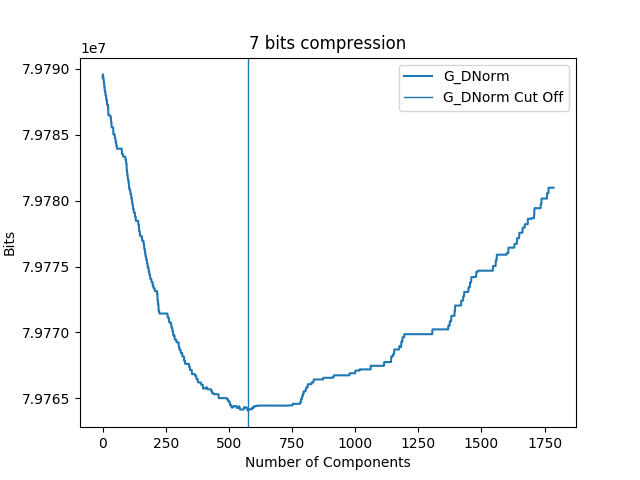 7 bits compression
1e7
7.9790
7.9785
7.9780
7.9775
7.9770
7.9765
Bits
G_DNorm
G_DNorm Cut Off
0 250 500 750 1000 1250 1500 1750
Number of Components